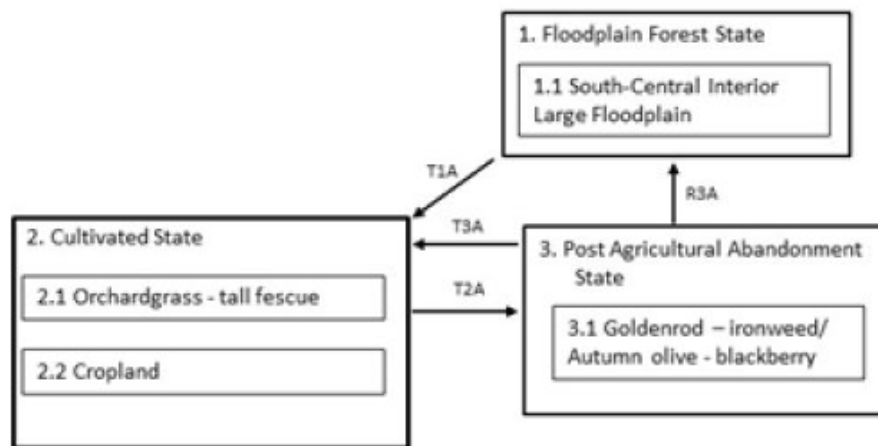 1. Floodplain Forest State
1.1 South-Central Interior
Large Floodplain
T1A
R3A
2. Cultivated State
T3A
3. Post Agricultural Abandonment
State
2.1 Orchardgrass - tall fescue
T2A
3.1 Goldenrod – ironweed/
Autumn olive - blackberry
2.2 Cropland